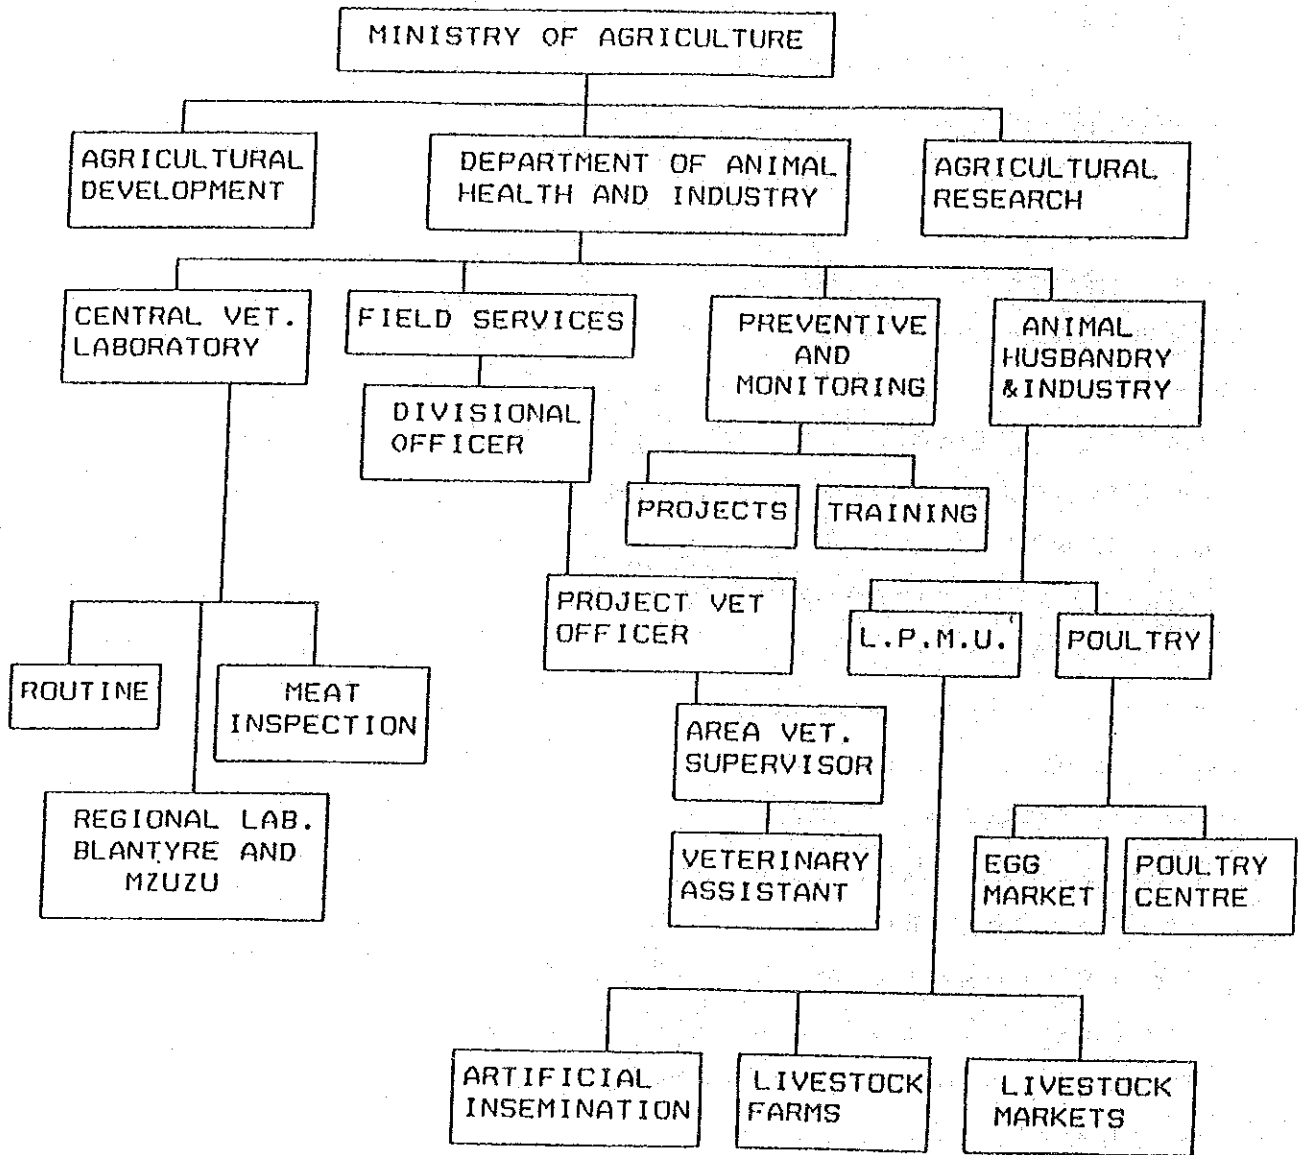 MINISTRY OF AGRICULTURE
AGRICULTURAL
DEVELOPMENT
DEPARTMENT OF ANIMAL
HEALTH AND INDUSTRY
AGRICULTURAL
RESEARCH
CENTRAL VET.
LABORATORY
FIELD SERVICES
PREVENTIVE
AND
MONITORING
ANIMAL
HUSBANDRY
&INDUSTRY
DIVISIONAL
OFFICER
PROJECTS
TRAINING
PROJECT VET
OFFICER
L.P.M.U.
POULTRY
ROUTINE
MEAT
INSPECTION
AREA VET.
SUPERVISOR
REGIONAL LAB.
BLANTYRE AND
MZUZU
VETERINARY
ASSISTANT
EGG
MARKET
POULTRY
CENTRE
ARTIFICIAL
INSEMINATION
LIVESTOCK
FARMS
LIVESTOCK
MARKETS